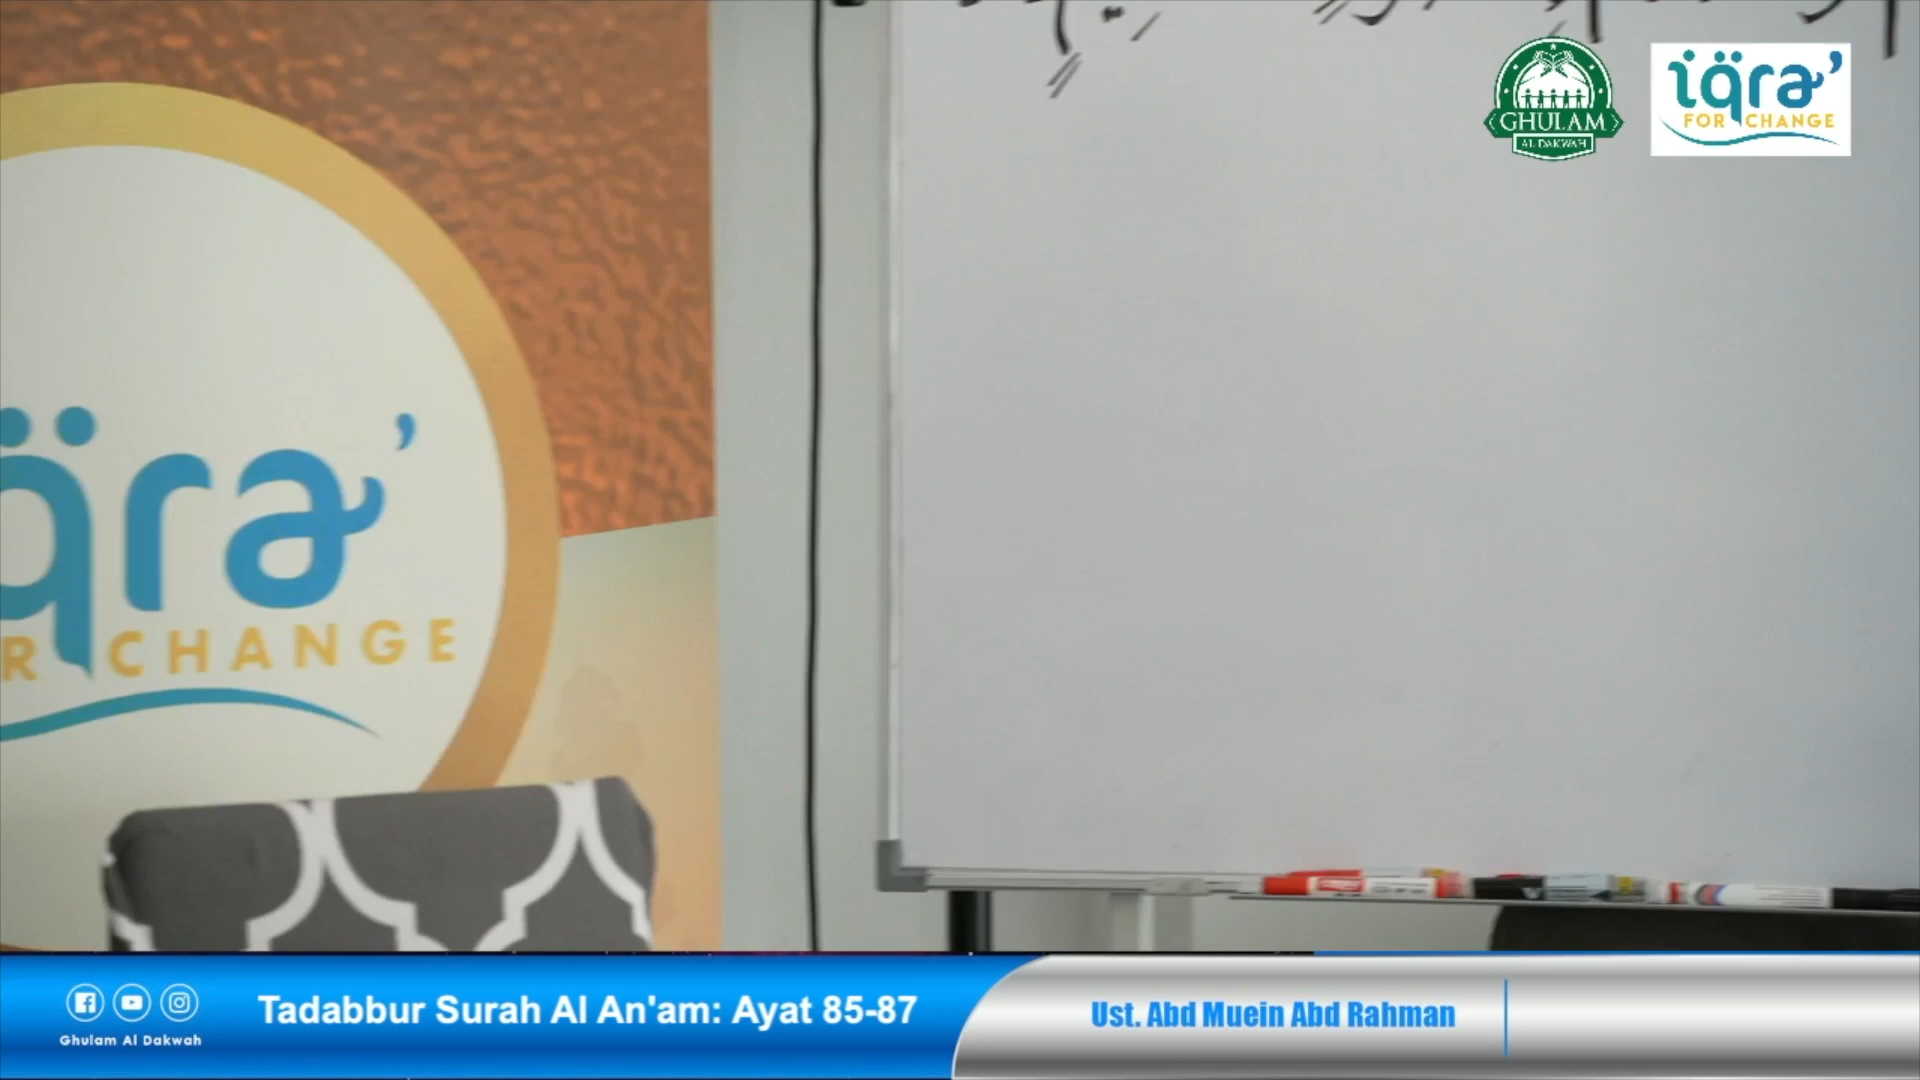 GHULAM
AL DAKWAH
iqra'
FOR CHANGE
qra'
R CHANGE
Ghulam Al Dakwah
Tadabbur Surah Al An'am: Ayat 85-87
Ust. Abd Muein Abd Rahman